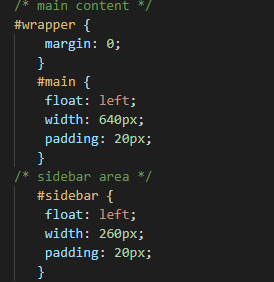 /* main content */
#wrapper {
margin: 0;
}
#main {
float: left;
width: 640px;
padding: 20px;
}
/* sidebar area */
#sidebar {
float: left;
width: 260px;
padding: 20px;
}